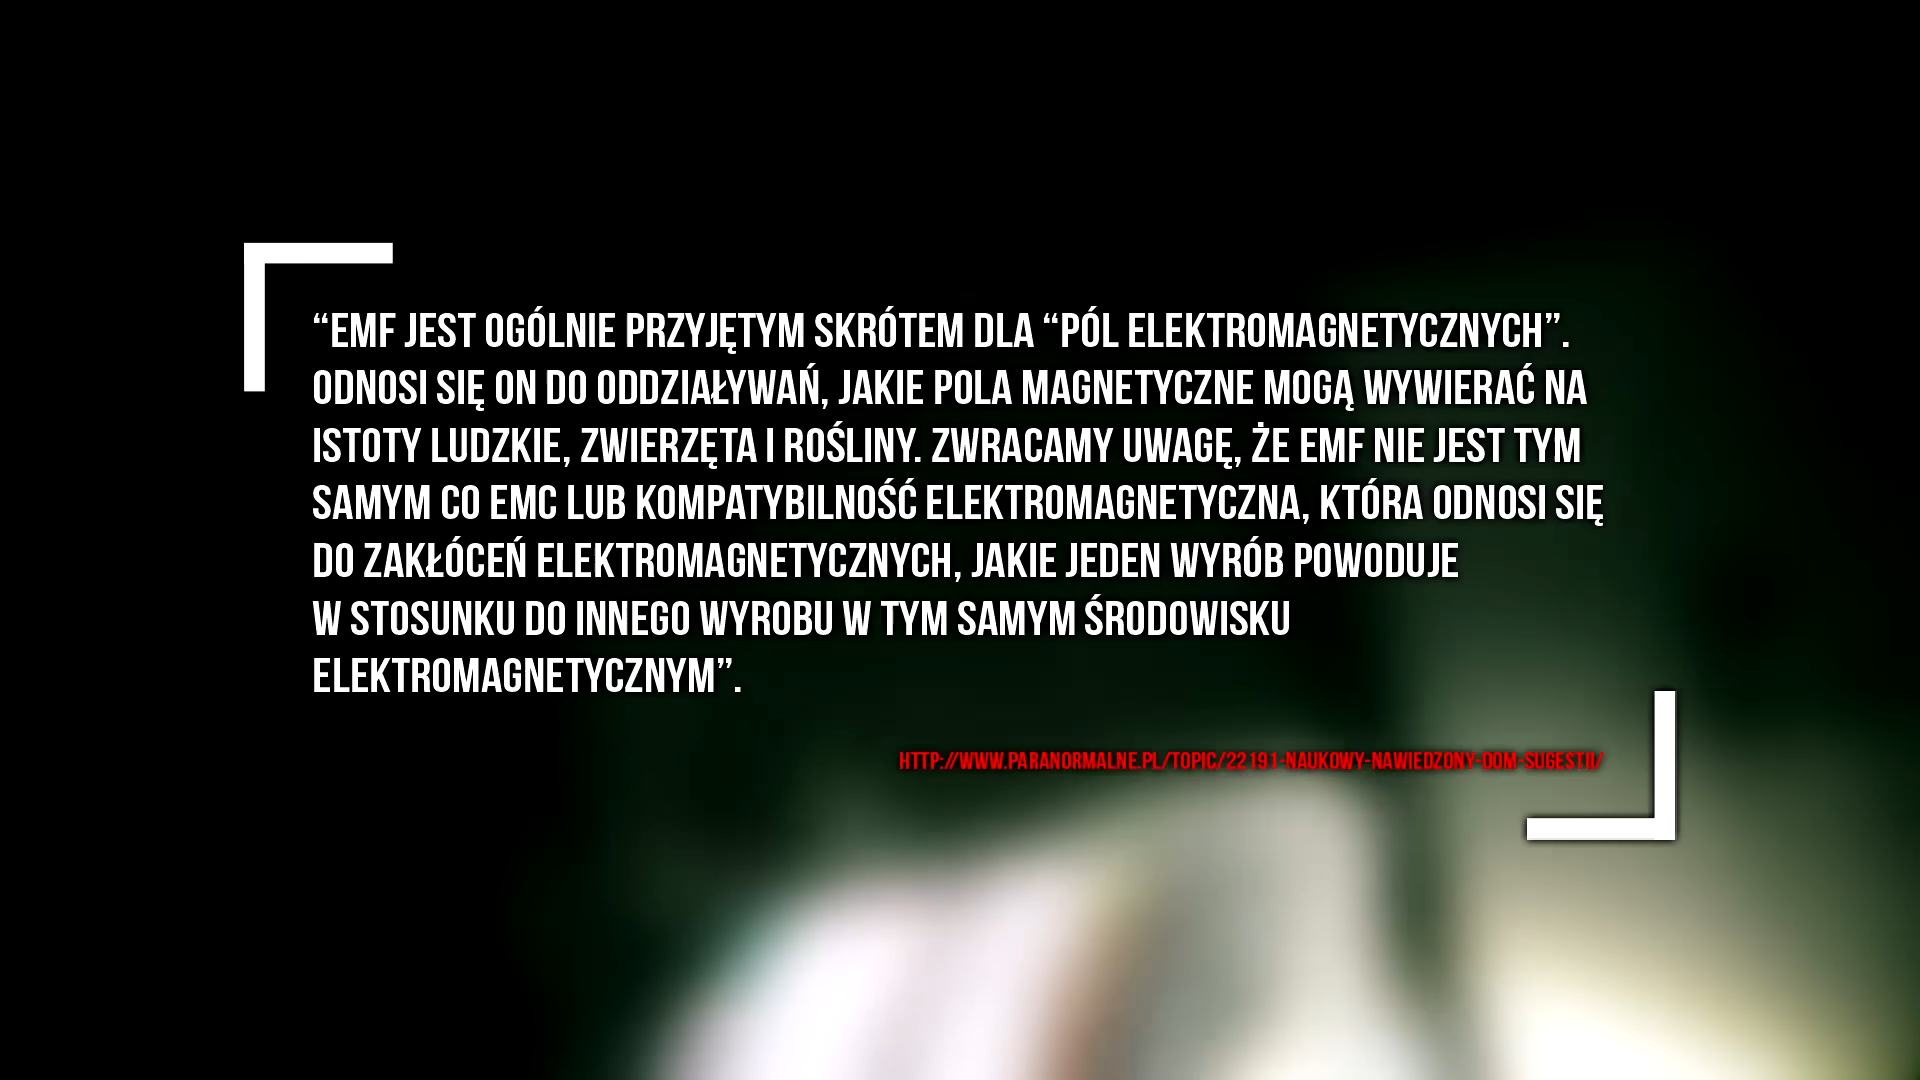 “EMF JEST OGÓLNIE PRZYJĘTYM SKRÓTEM DLA “PÓL ELEKTROMAGNETYCZNYCH”.
ODNOSI SIĘ ON DO ODDZIAŁYWAŃ, JAKIE POLA MAGNETYCZNE MOGĄ WYWIERAĆ NA
ISTOTY LUDZKIE, ZWIERZĘTA I ROŚLINY. ZWRACAMY UWAGĘ, ŻE EMF NIE JEST TYM
SAMYM CO EMC LUB KOMPATYBILNOŚĆ ELEKTROMAGNETYCZNA, KTÓRA ODNOSI SIĘ
DO ZAKŁÓCEŃ ELEKTROMAGNETYCZNYCH, JAKIE JEDEN WYRÓB POWODUJE
W STOSUNKU DO INNEGO WYROBU W TYM SAMYM ŚRODOWISKU
ELEKTROMAGNETYCZNYM”.
HTTP://WWW.PARANORMALNE.PL/TOPIC/22191-NAUKOWY-NAWIEDZONY-DOM-SUGESTII/